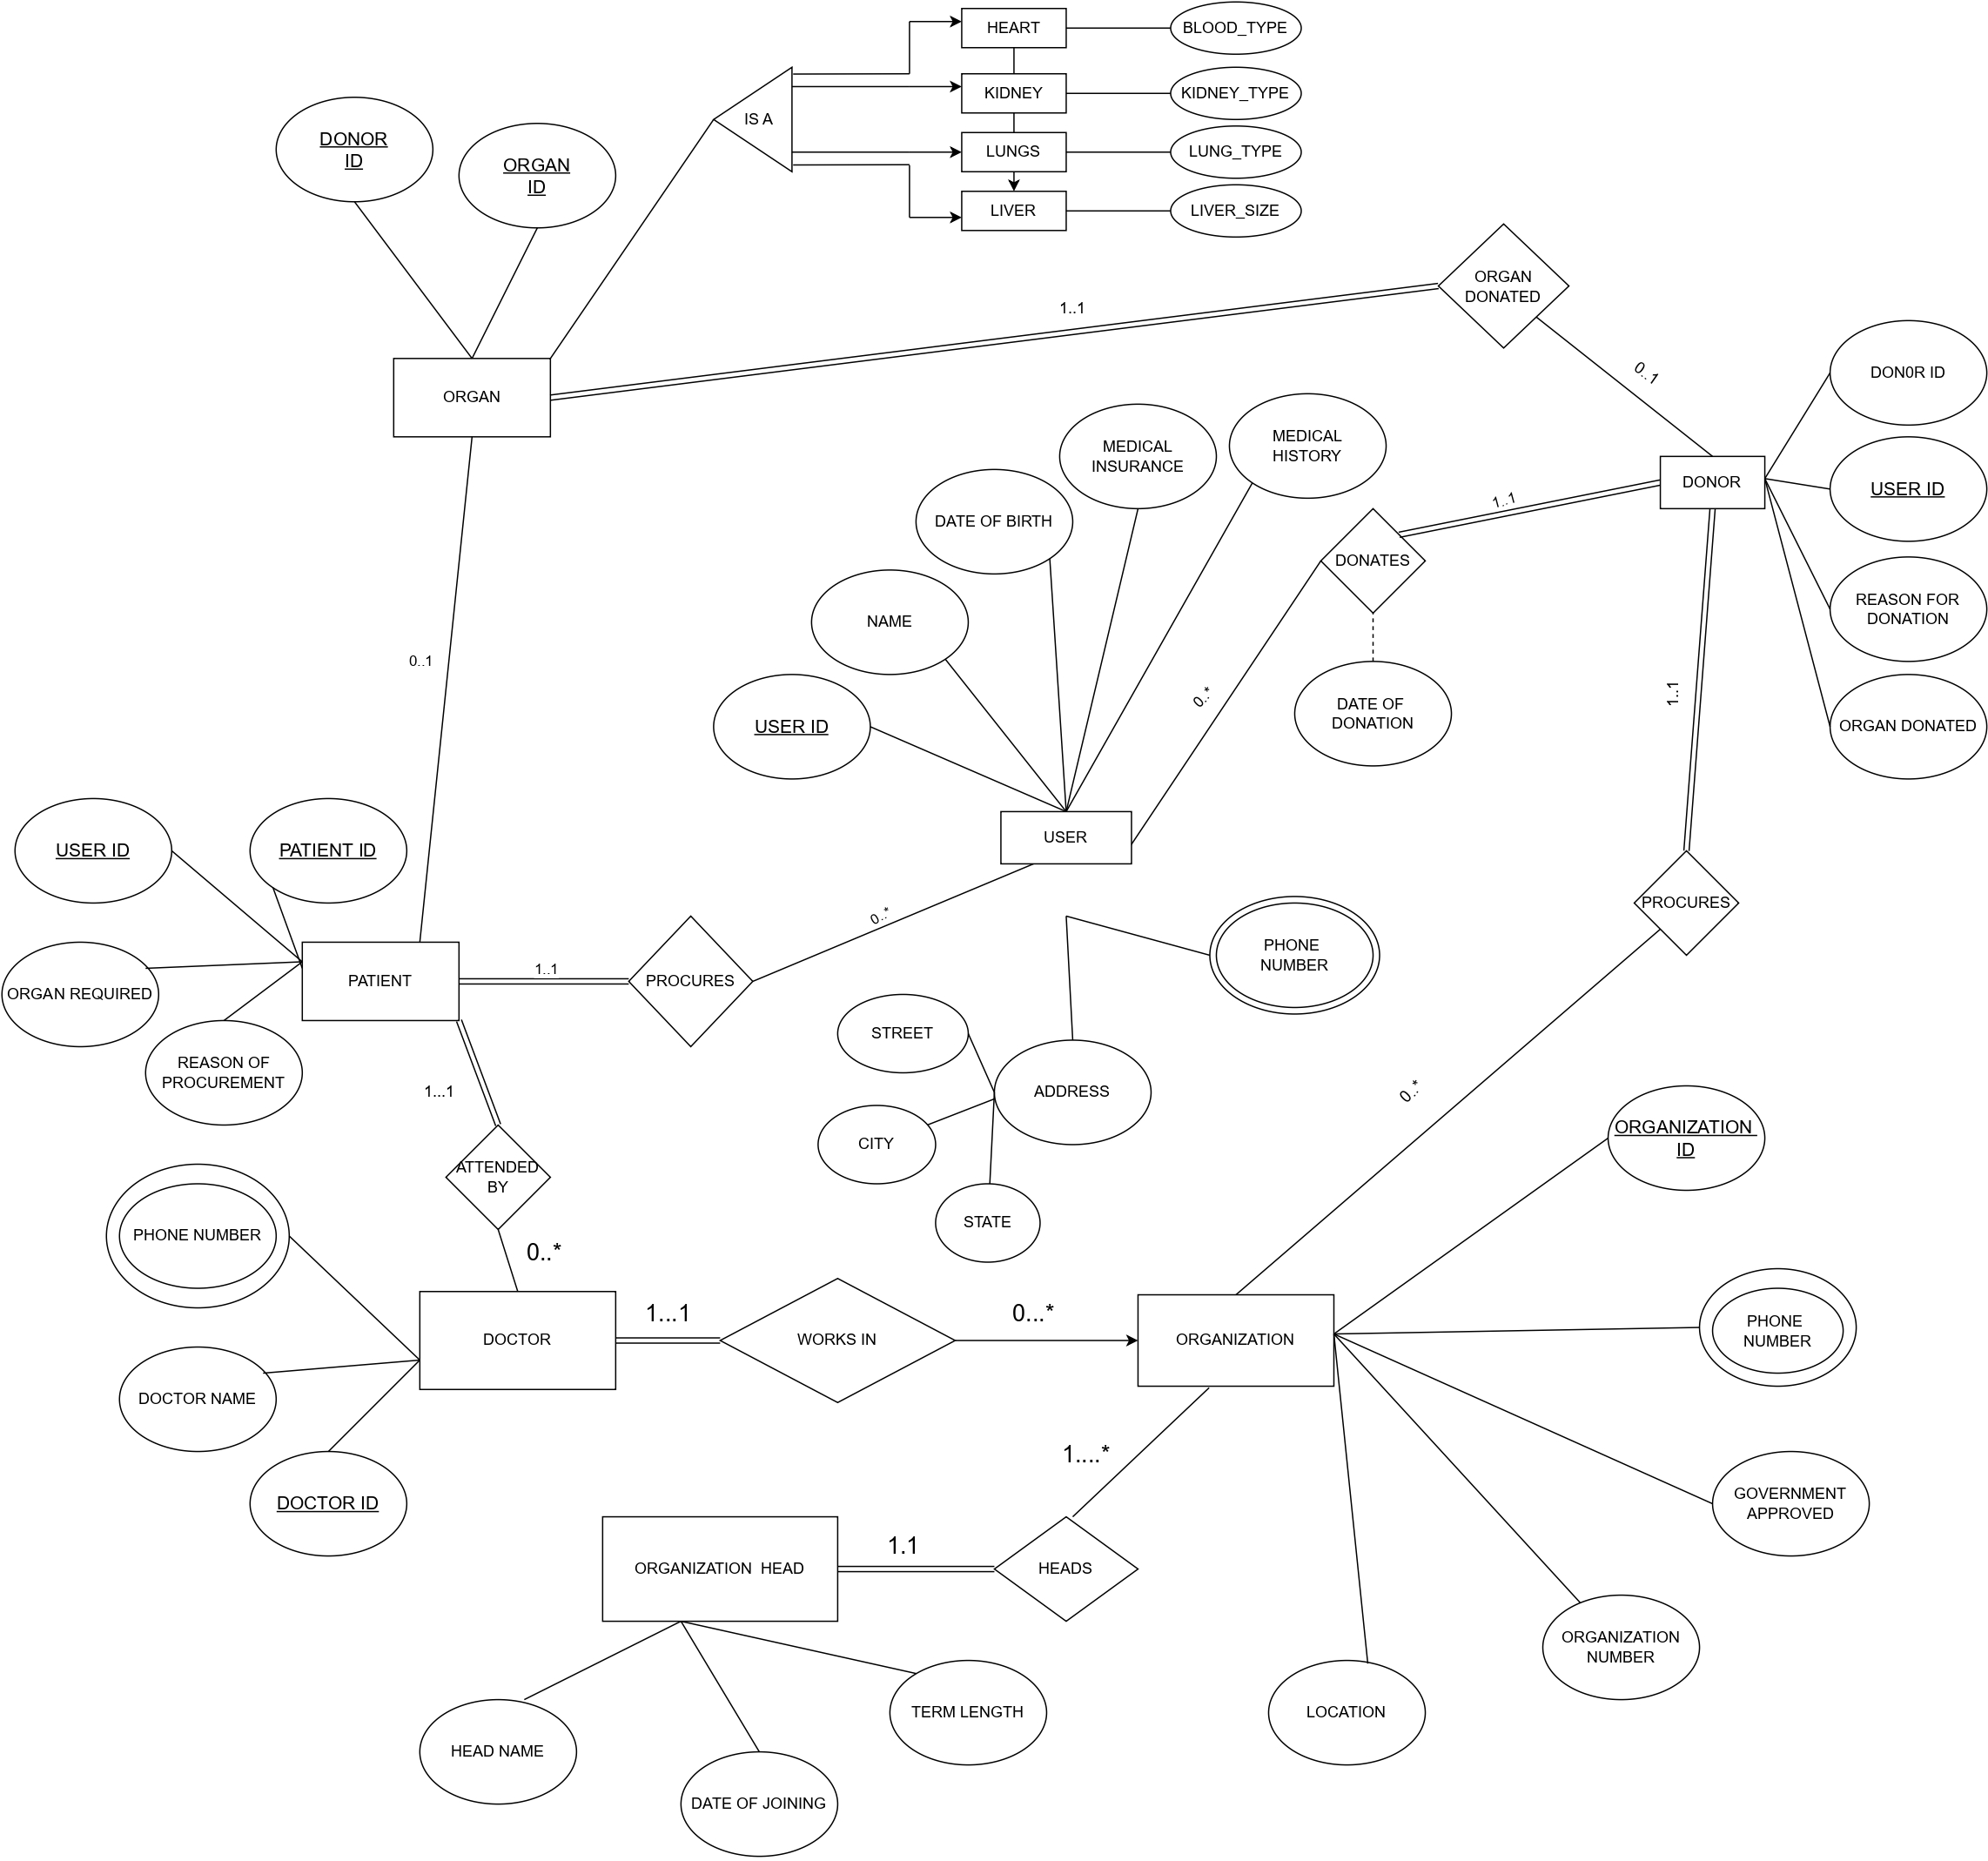 HEART
BLOOD_TYPE
KIDNEY
KIDNEY_TYPE
IS A
LUNGS
LUNG_TYPE
LIVER
LIVER_SIZE
DONOR
ID
ORGAN
ID
ORGAN
DONATED
1..1
0..1
DON0R ID
ORGAN
MEDICAL
INSURANCE
MEDICAL
HISTORY
DONOR
USER ID
1..1
DATE OF BIRTH
DONATES
REASON FOR
DONATION
NAME
0..1
0..*
1..1
USER ID
DATE OF
DONATION
ORGAN DONATED
USER
USER ID
PATIENT ID
0..*
PROCURES
1..1
PATIENT
PROCURES
ORGAN REQUIRED
PHONE
NUMBER
STREET
REASON OF
PROCUREMENT
1...1
ADDRESS
0..*
CITY
ORGANIZATION
ID
ATTENDED
BY
STATE
PHONE NUMBER
0..*
1...1
0...*
DOCTOR
WORKS IN
ORGANIZATION
PHONE
NUMBER
DOCTOR NAME
1....*
DOCTOR ID
GOVERNMENT
APPROVED
1.1
ORGANIZATION  HEAD
HEADS
ORGANIZATION
NUMBER
TERM LENGTH
LOCATION
HEAD NAME
DATE OF JOINING